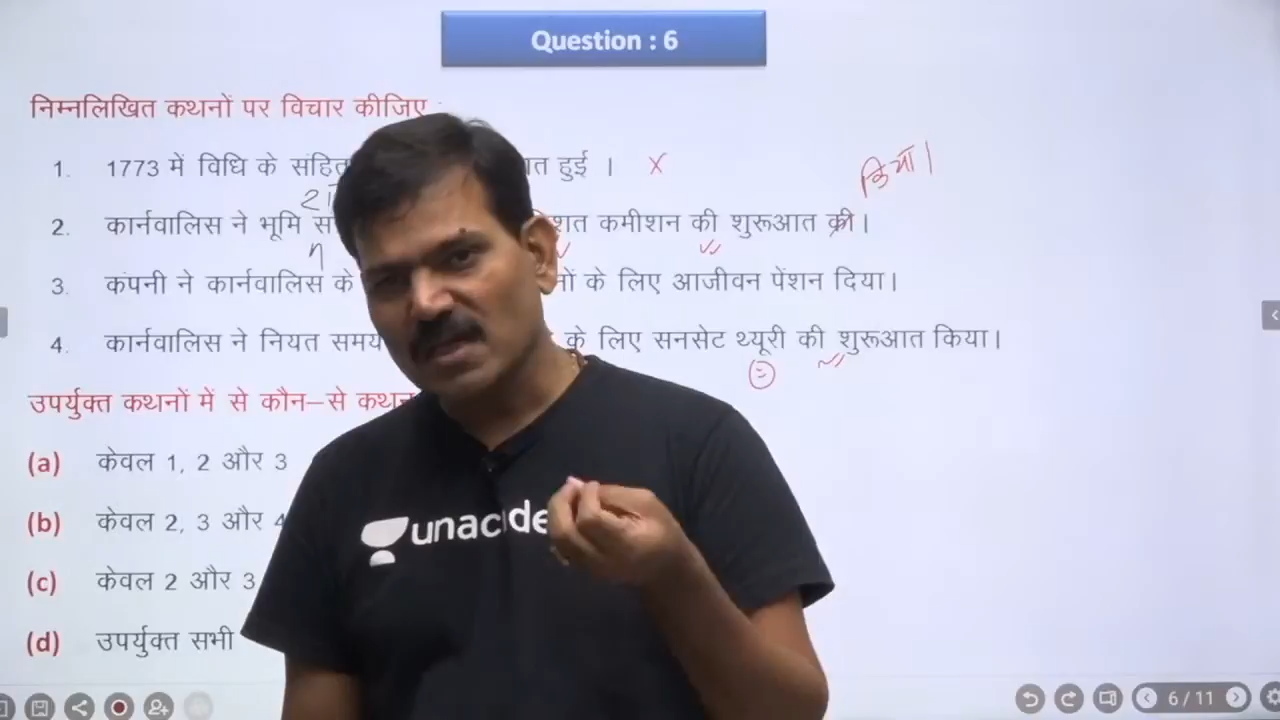 Question : 6
निम्नलिखित कथनों पर विचार कीजिए
1. 1773 में विधि के हुई । x
किया।
2. कार्नवालिस ने भूमि कमीशन की शुरूआत की।
3. कंपनी ने कार्नवालिस के के लिए आजीवन पेंशन दिया।
4. कार्नवालिस ने नियत समय के लिए सनसेट थ्यूरी की शुरूआत किया।
उपर्युक्त कथनों में से कौन–से कथन
(a) केवल 1, 2 और 3
(b) केवल 2, 3 और 4
(c) केवल 2 और 3
(d) उपर्युक्त सभी
6 / 11